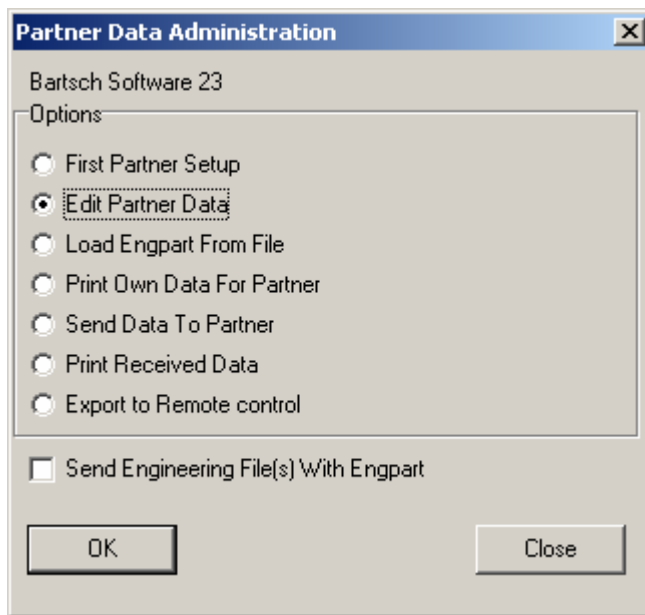 Partner Data Administration
Bartsch Software 23
Options
First Partner Setup
Edit Partner Data
Load Engpart From File
Print Own Data For Partner
Send Data To Partner
Print Received Data
Export to Remote control
Send Engineering File(s) With Engpart
OK Close